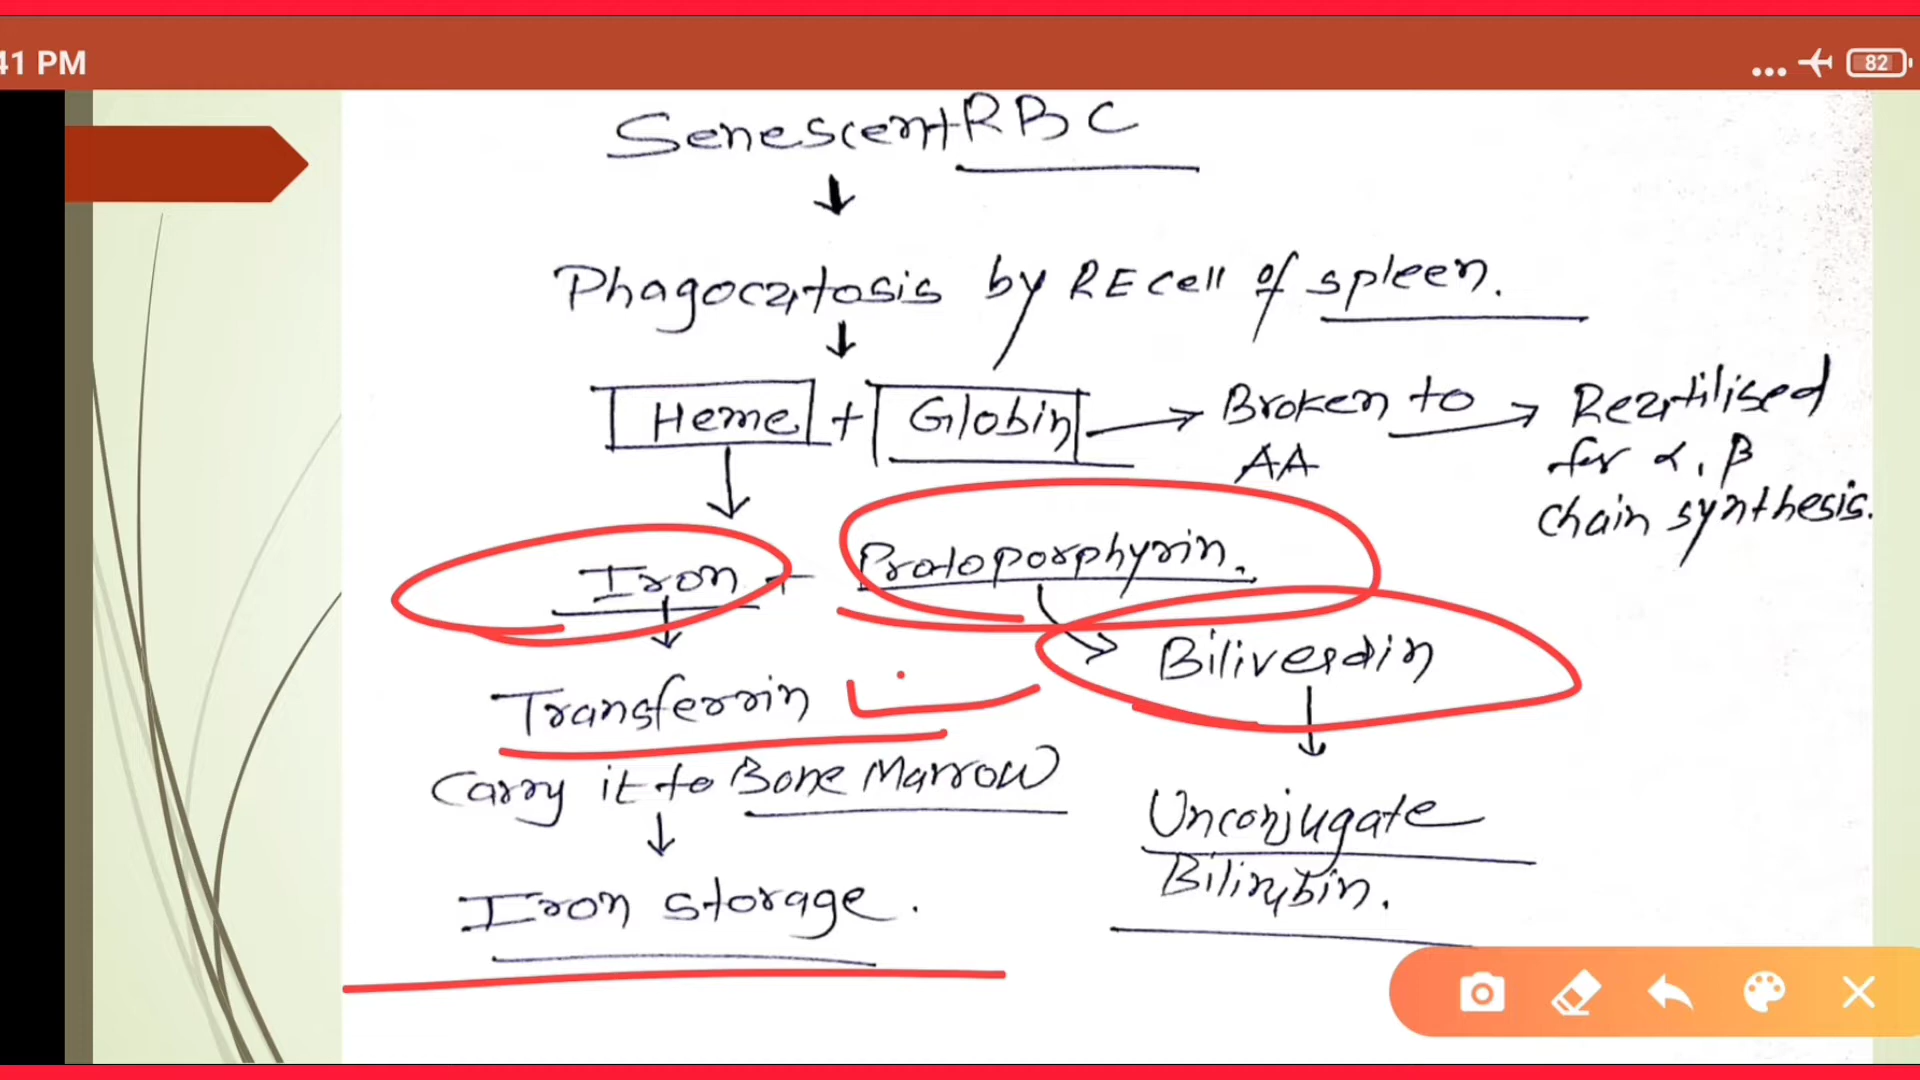 41 PM
82
Senescent RBC
Phagocytosis by RE cell of spleen.
Heme + Globin → Broken to → Reutilised
AA for α, β
chain synthesis.
Iron + Protoporphyrin.
Biliverdin
Transferrin
Carry it to Bone Marrow
Unconjugate
Bilirubin.
Iron storage.